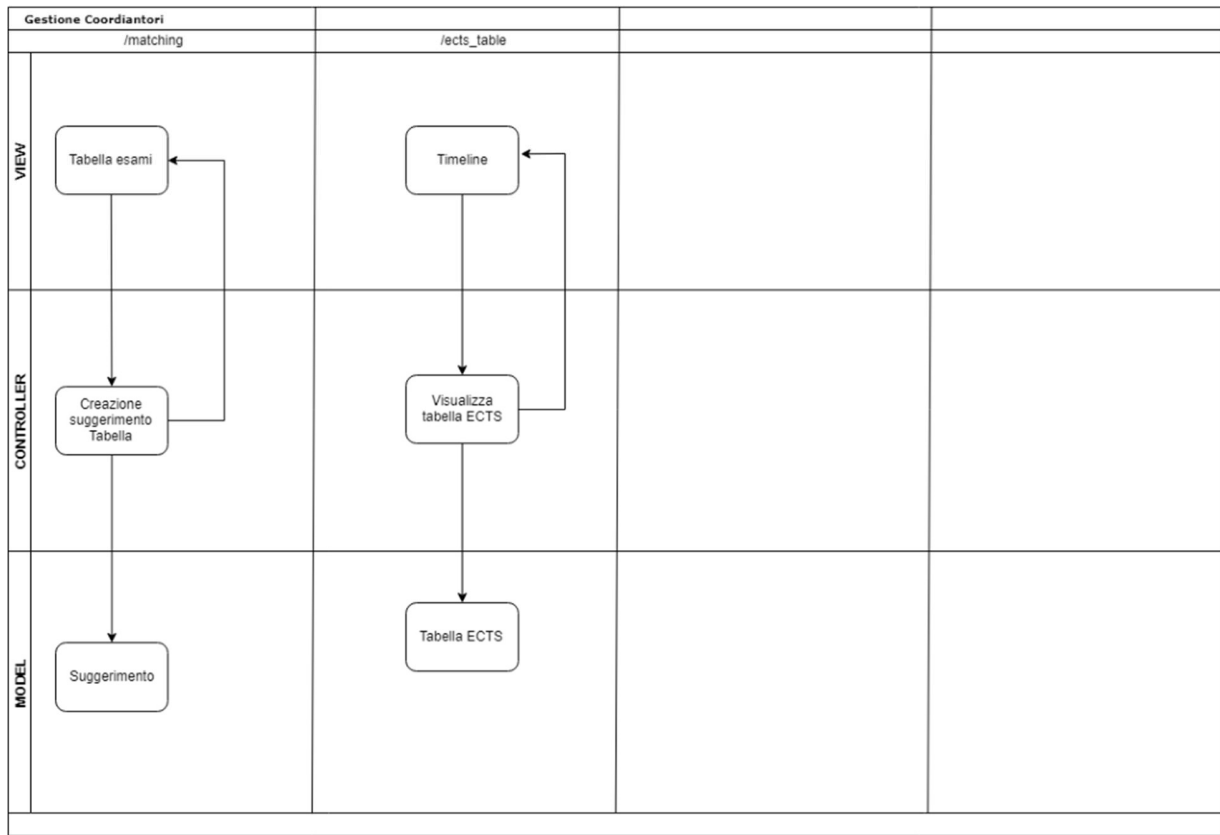 Gestione Coordiantori
/matching
/ects_table
VIEW
Tabella esami
Timeline
CONTROLLER
Creazione
suggerimento
Tabella
Visualizza
tabella ECTS
MODEL
Suggerimento
Tabella ECTS